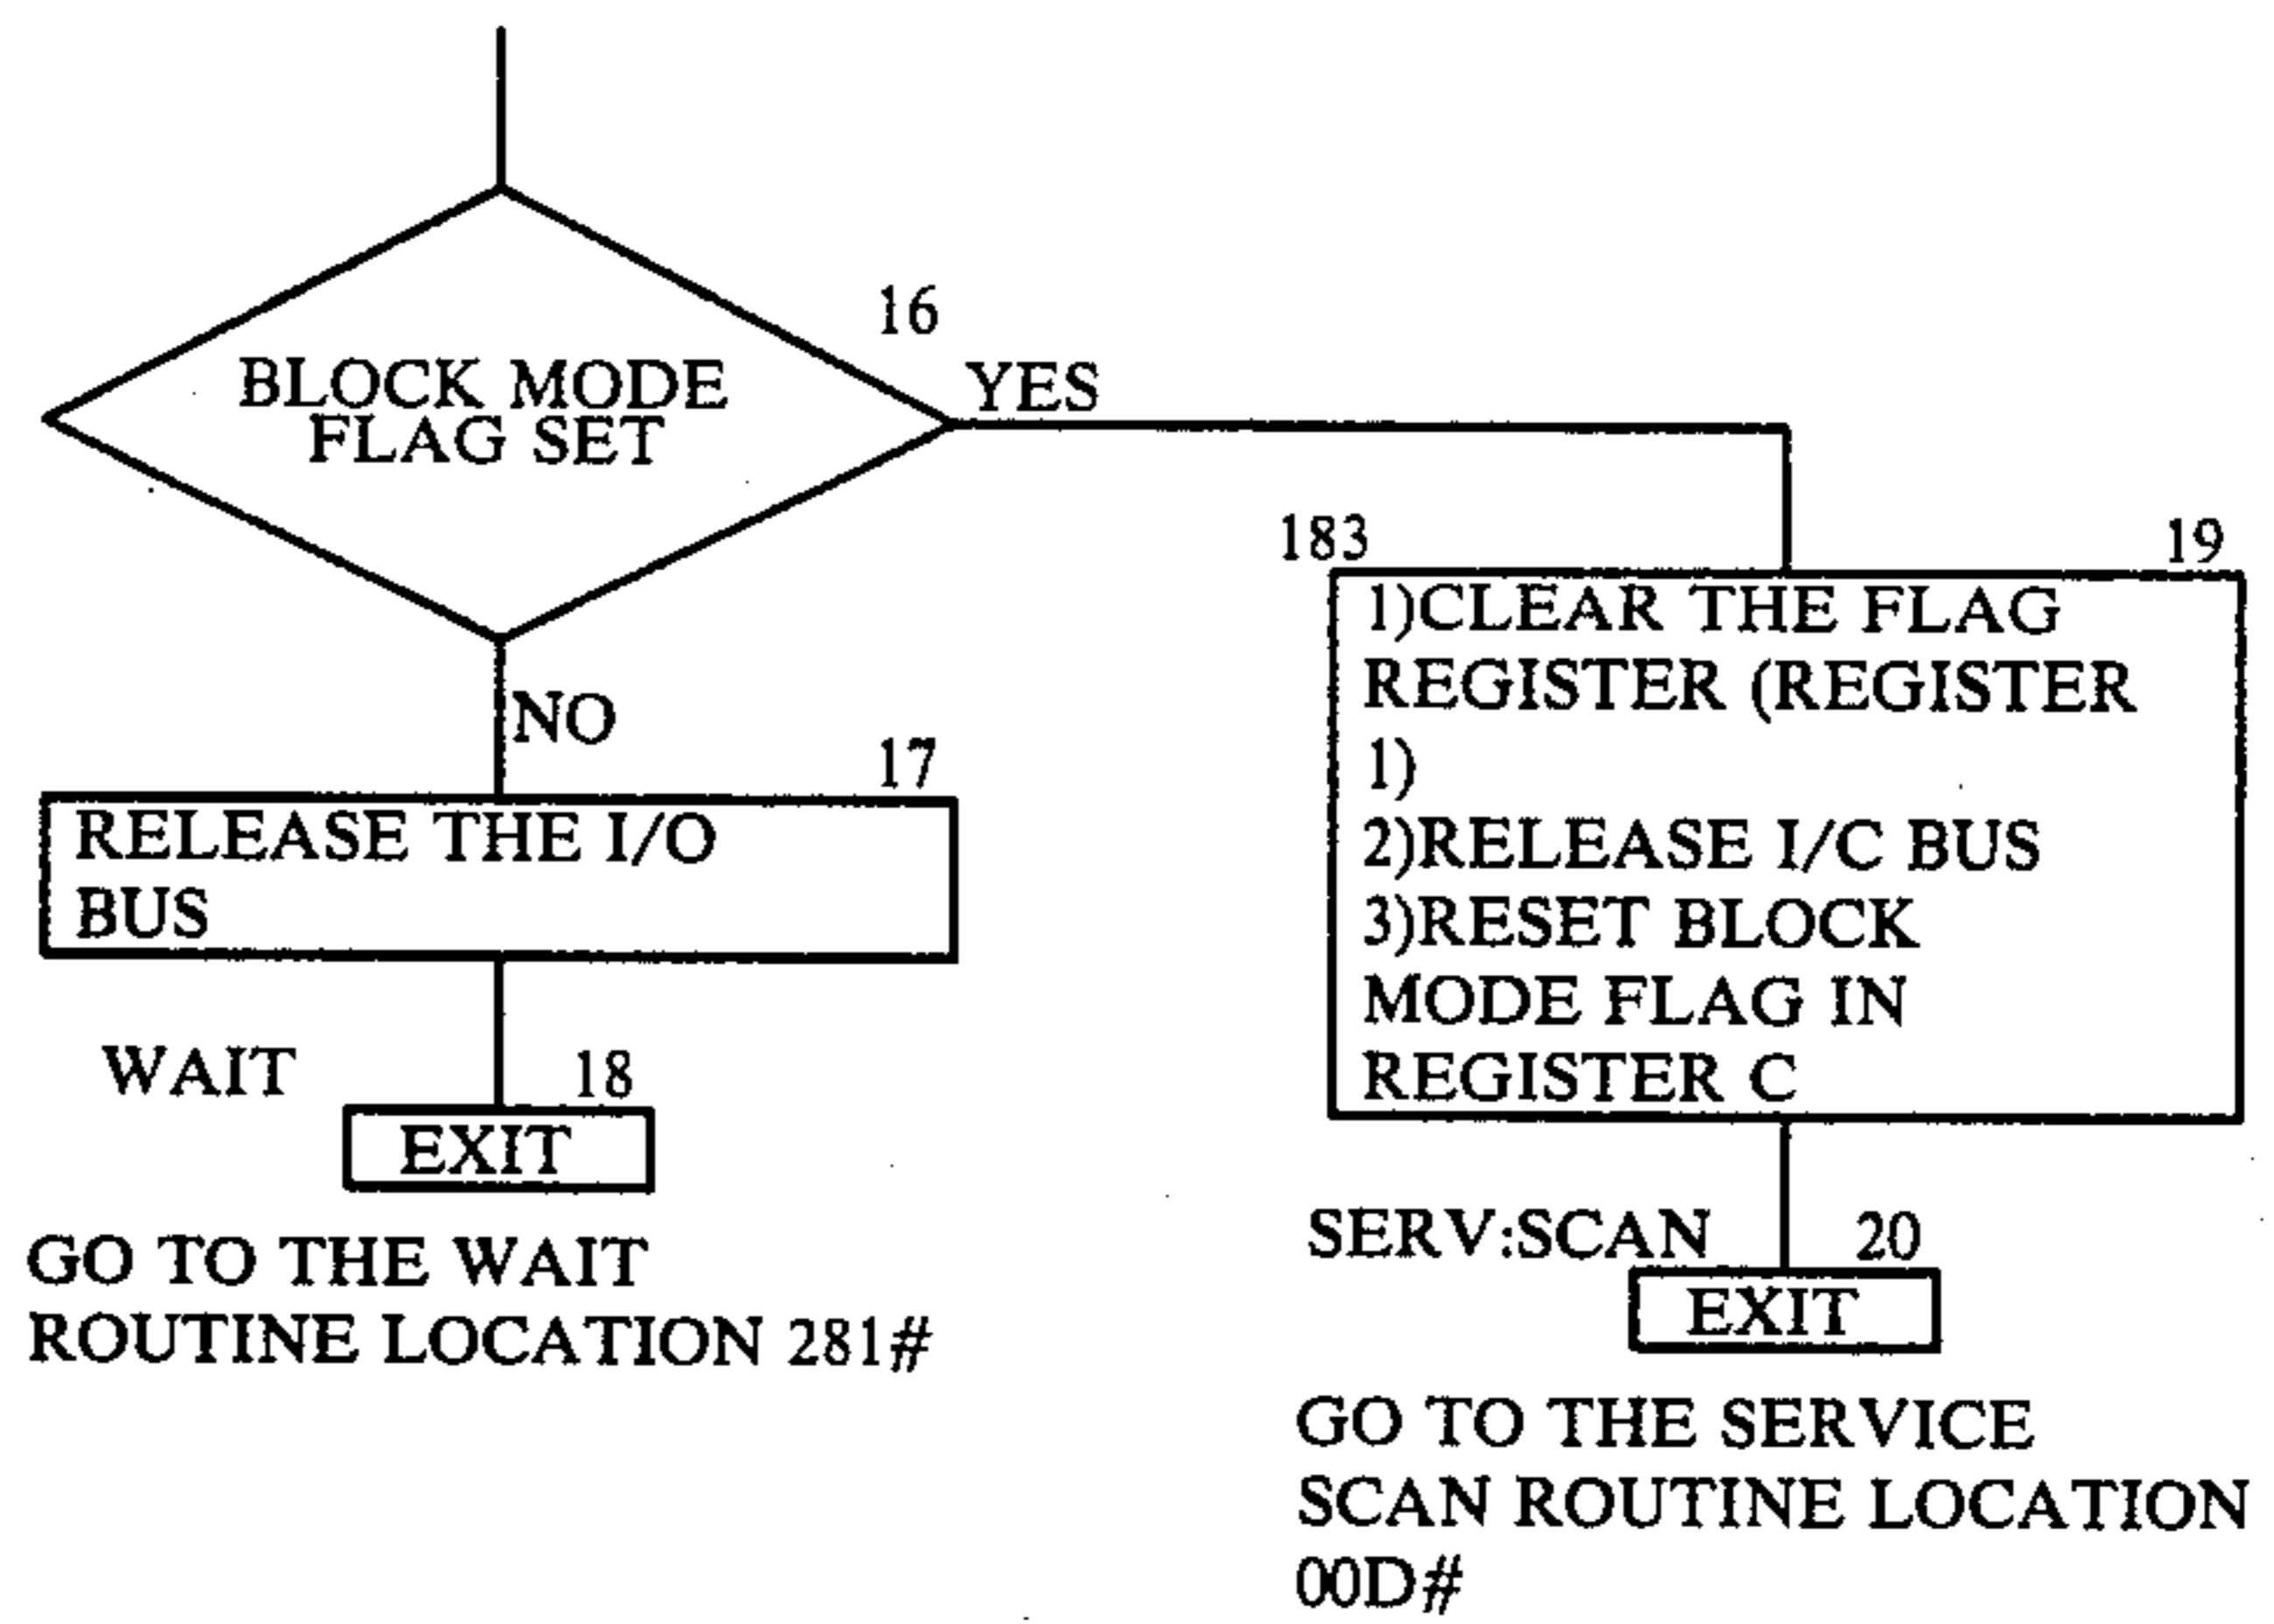 16
BLOCK MODE
FLAG SET
YES
NO
17
RELEASE THE I/O
BUS
WAIT
18
EXIT
GO TO THE WAIT
ROUTINE LOCATION 281#
183
19
1)CLEAR THE FLAG
REGISTER (REGISTER
1)
2)RELEASE I/C BUS
3)RESET BLOCK
MODE FLAG IN
REGISTER C
SERV:SCAN
20
EXIT
GO TO THE SERVICE
SCAN ROUTINE LOCATION
00D#